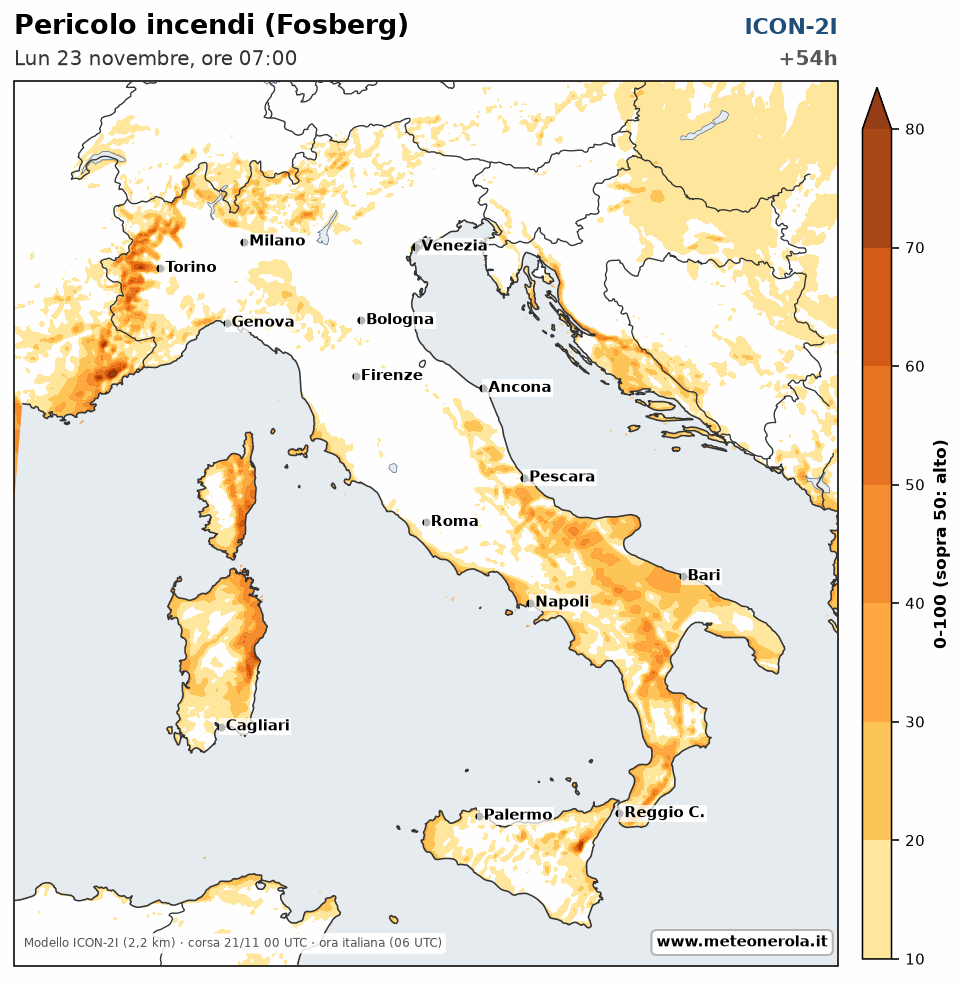 Pericolo incendi (Fosberg)
ICON-2I
Lun 23 novembre, ore 07:00
+54h
Milano
Venezia
Torino
Genova
Bologna
Firenze
Ancona
Pescara
Roma
Bari
Napoli
Cagliari
Palermo
Reggio C.
80
70
60
50
40
30
20
10
0-100 (sopra 50: alto)
Modello ICON-2I (2,2 km) · corsa 21/11 00 UTC · ora italiana (06 UTC)
www.meteonerola.it